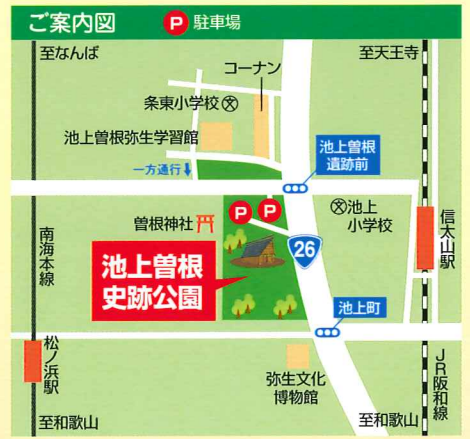 ご案内図
P 駐車場
至なんば
至天王寺
コーナン
条東小学校 文
池上曽根弥生学習館
一方通行↓
池上曽根
遺跡前
曽根神社
P P
文 池上
小学校
信太山駅
26
池上曽根
史跡公園
南海本線
池上町
松ノ浜駅
弥生文化
博物館
JR阪和線
至和歌山
至和歌山